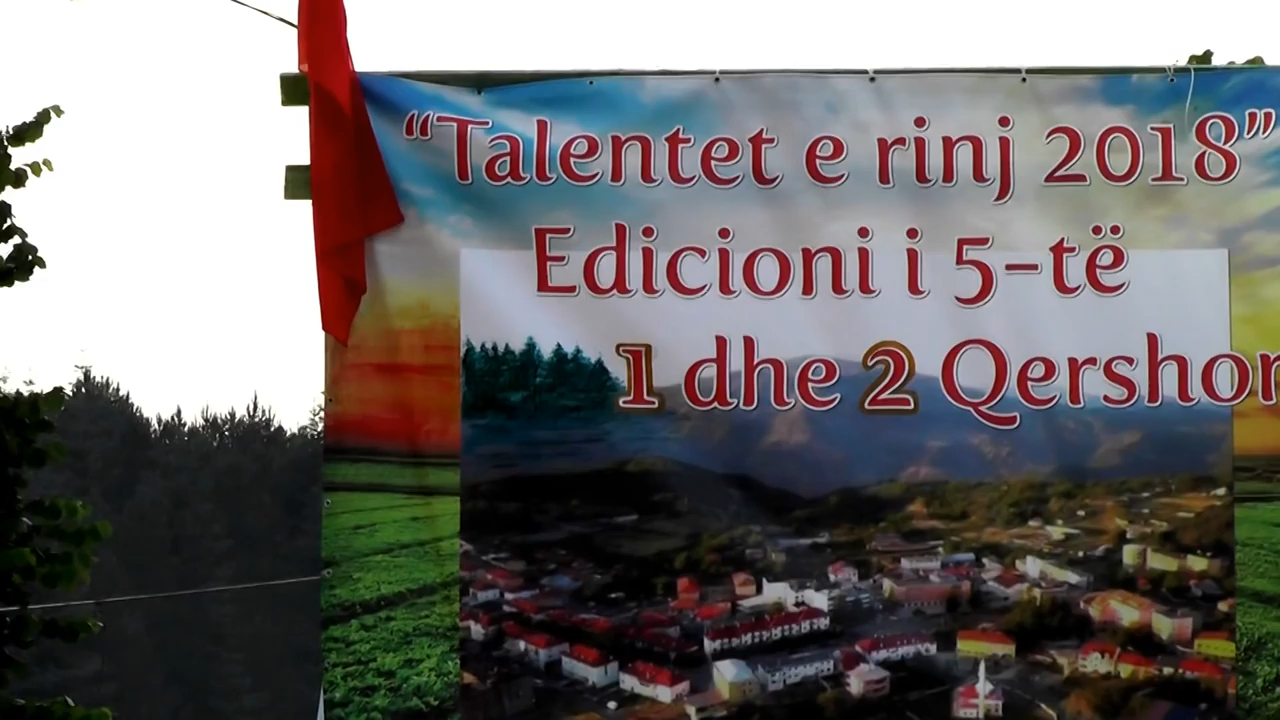 “Talentet e rinj 2018”
Edicioni i 5-të
1 dhe 2 Qershor